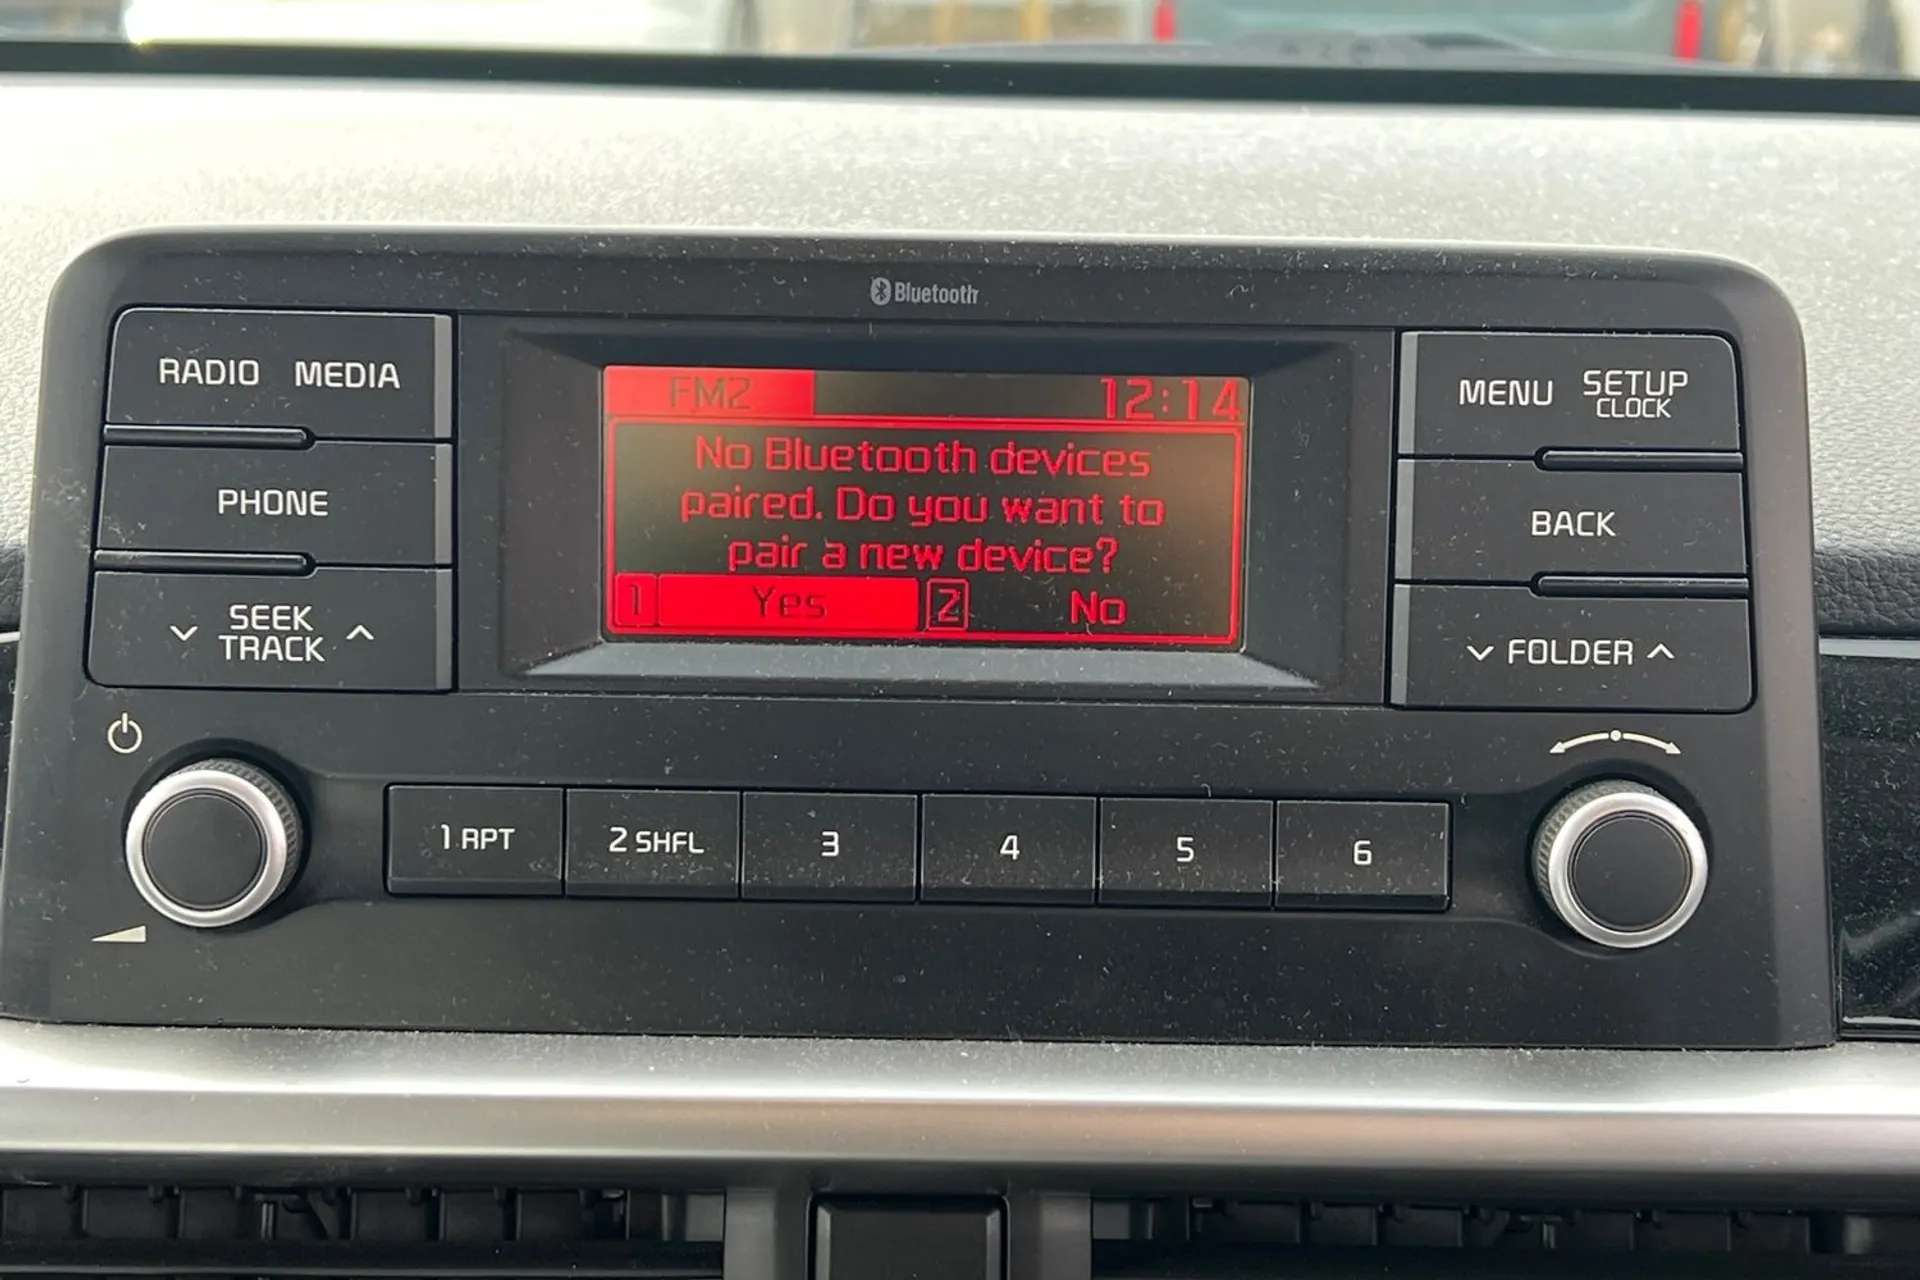 Bluetooth
RADIO MEDIA
PHONE
SEEK
TRACK
FM2 12:14
No Bluetooth devices
paired. Do you want to
pair a new device?
1 Yes 2 No
MENU SETUP
CLOCK
BACK
FOLDER
1 RPT 2 SHFL 3 4 5 6